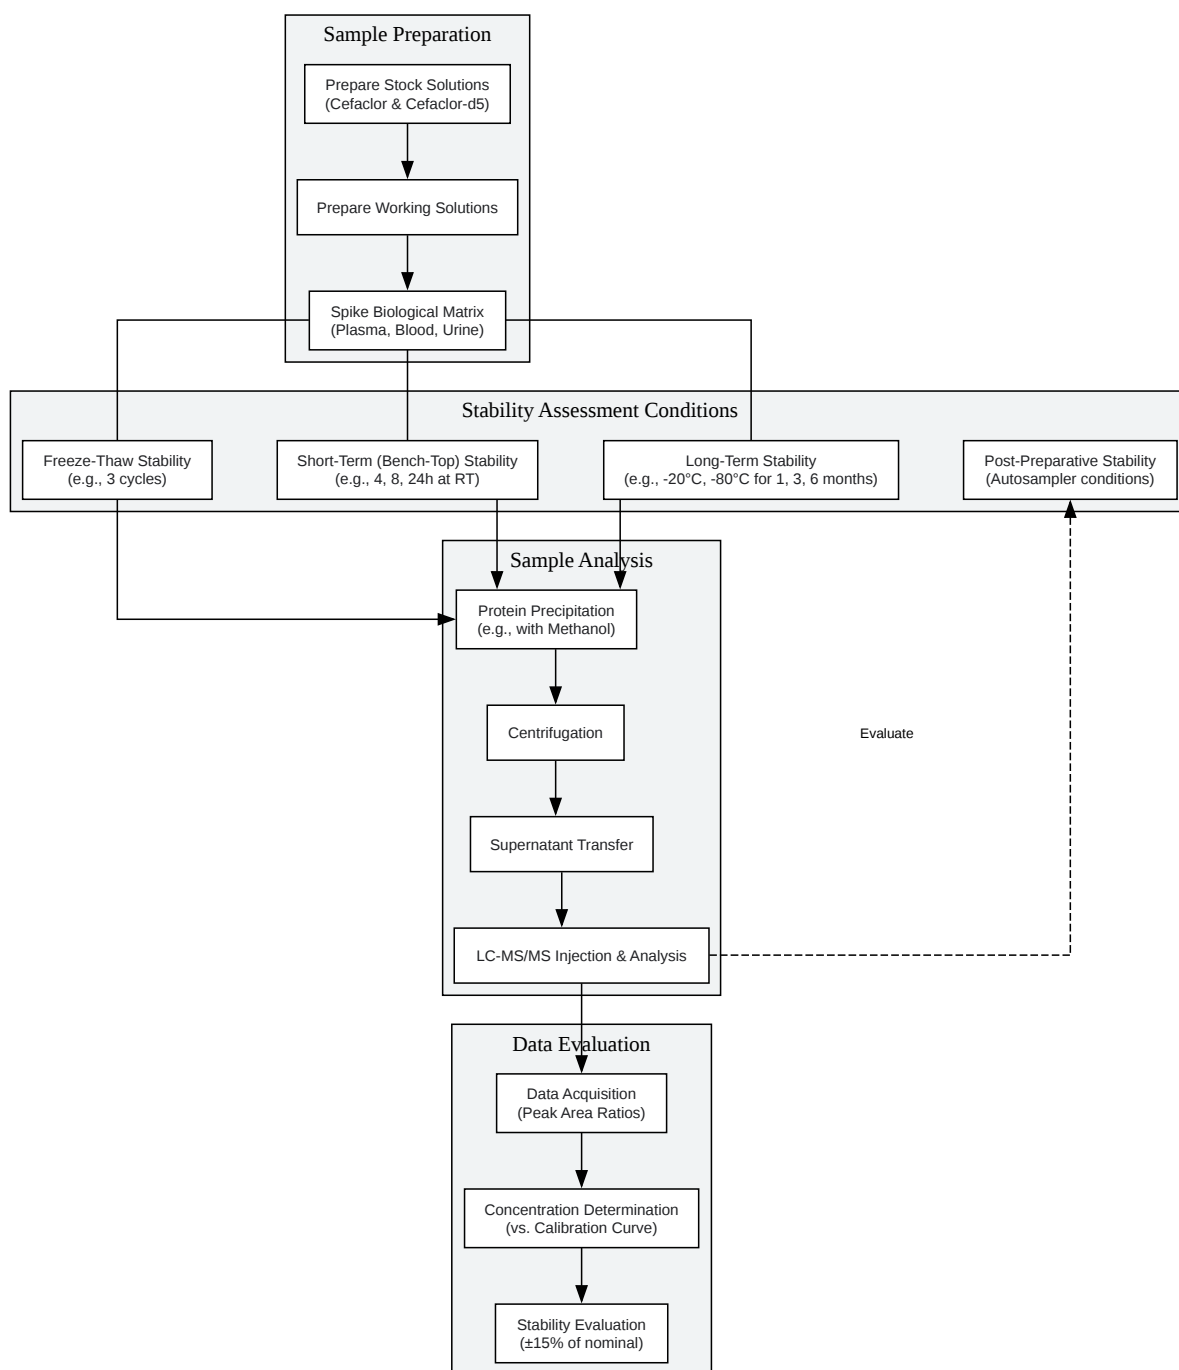 Sample Preparation
Prepare Stock Solutions
(Cefaclor & Cefaclor-d5)
Prepare Working Solutions
Spike Biological Matrix
(Plasma, Blood, Urine)
Stability Assessment Conditions
Freeze-Thaw Stability
(e.g., 3 cycles)
Short-Term (Bench-Top) Stability
(e.g., 4, 8, 24h at RT)
Long-Term Stability
(e.g., -20°C, -80°C for 1, 3, 6 months)
Post-Preparative Stability
(Autosampler conditions)
Sample Analysis
Protein Precipitation
(e.g., with Methanol)
Centrifugation
Evaluate
Supernatant Transfer
LC-MS/MS Injection & Analysis
Data Evaluation
Data Acquisition
(Peak Area Ratios)
Concentration Determination
(vs. Calibration Curve)
Stability Evaluation
(±15% of nominal)